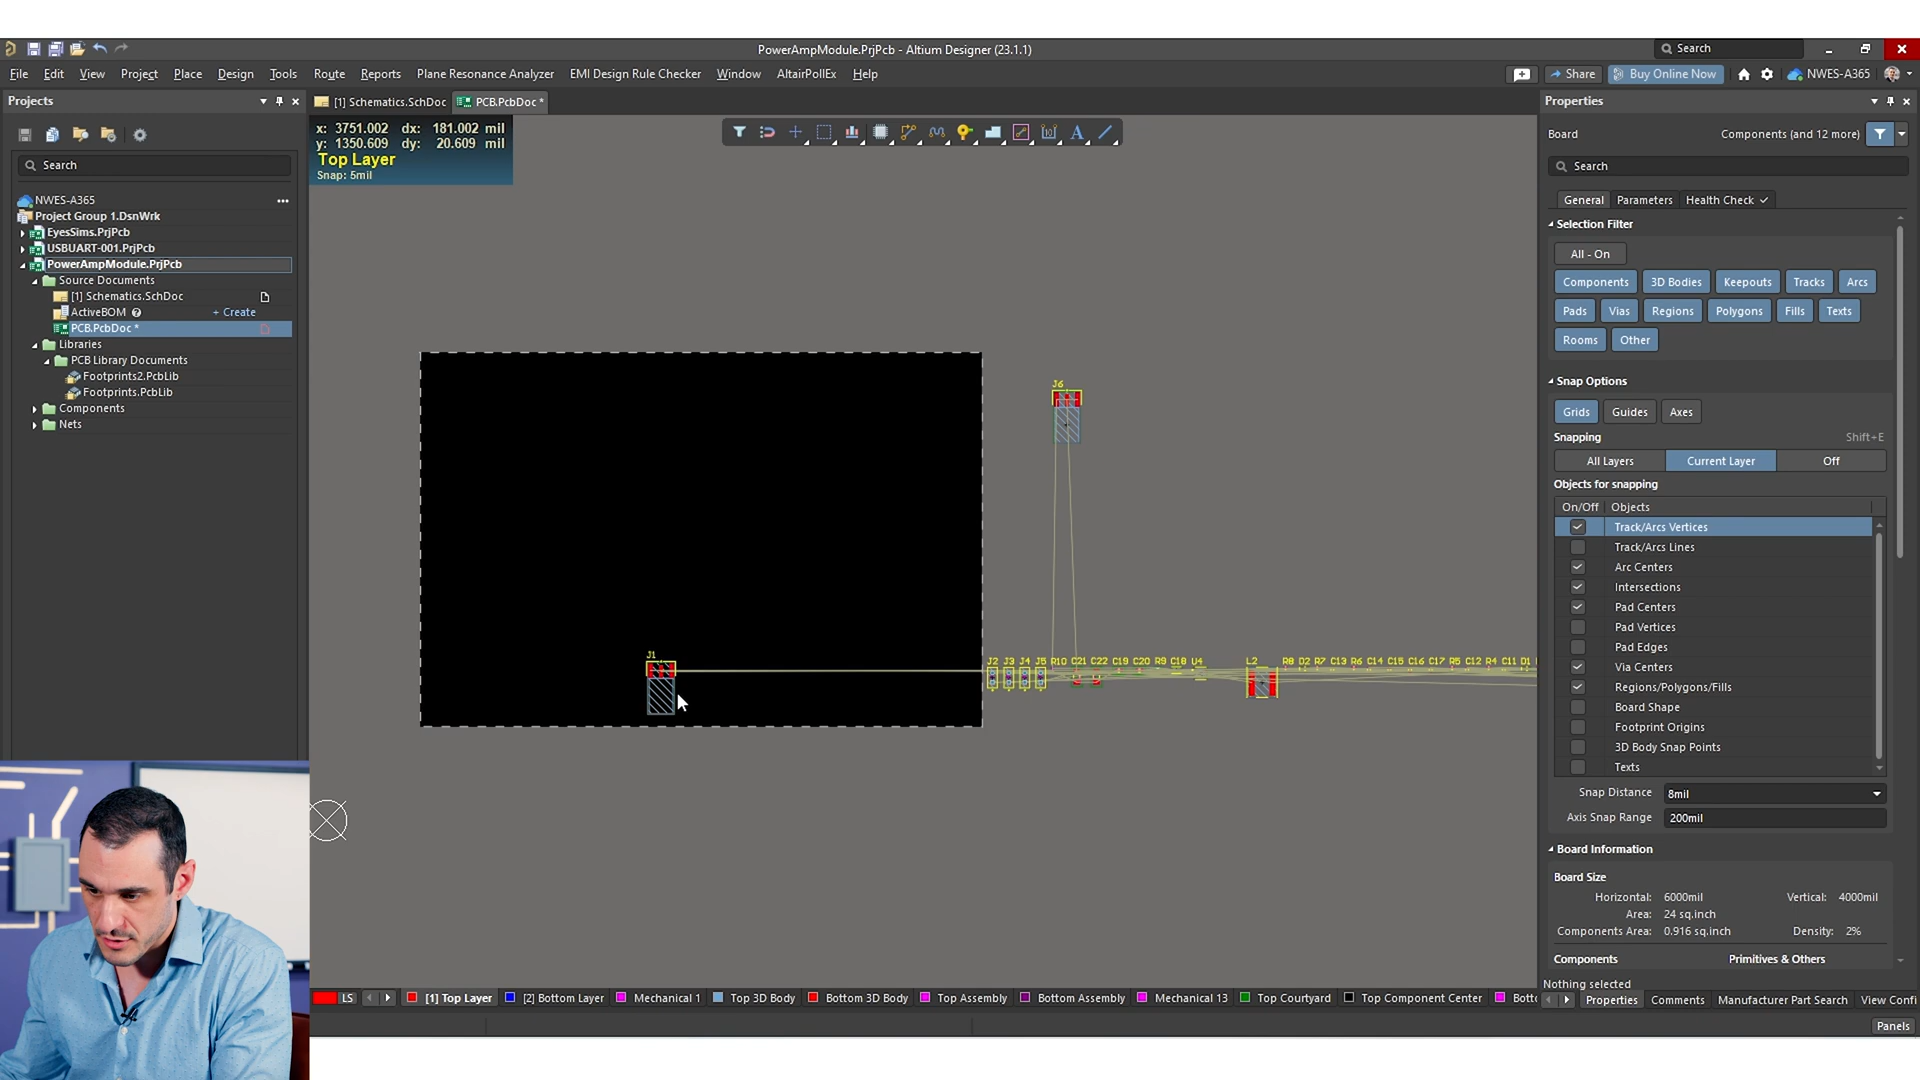 PowerAmpModule.PrjPcb - Altium Designer (23.1.1)
Search
File Edit View Project Place Design Tools Route Reports Plane Resonance Analyzer EMI Design Rule Checker Window AltairPollEx Help
Share Buy Online Now NWES-A365
Projects
Search
NWES-A365
Project Group 1.DsnWrk
EyesSims.PrjPcb
USBUART-001.PrjPcb
PowerAmpModule.PrjPcb
Source Documents
[1] Schematics.SchDoc
ActiveBOM + Create
PCB.PcbDoc *
Libraries
PCB Library Documents
Footprints2.PcbLib
Footprints.PcbLib
Components
Nets
[1] Schematics.SchDoc PCB.PcbDoc *
x: 3751.002 dx: 181.002 mil
y: 1350.609 dy: 20.609 mil
Top Layer
Snap: 5mil
J6
J1
J2 J3 J4 J5 R10 C21 C22 C19 C20 R9 C18 U4 L2 R8 D2 R7 C13 R6 C14 C15 C16 C17 R5 C12 R4 C11 D1
LS [1] Top Layer [2] Bottom Layer Mechanical 1 Top 3D Body Bottom 3D Body Top Assembly Bottom Assembly Mechanical 13 Top Courtyard Top Component Center Bott
Properties
Board Components (and 12 more)
Search
General Parameters Health Check
Selection Filter
All - On
Components 3D Bodies Keepouts Tracks Arcs
Pads Vias Regions Polygons Fills Texts
Rooms Other
Snap Options
Grids Guides Axes
Snapping Shift+E
All Layers Current Layer Off
Objects for snapping
On/Off Objects
Track/Arcs Vertices
Track/Arcs Lines
Arc Centers
Intersections
Pad Centers
Pad Vertices
Pad Edges
Via Centers
Regions/Polygons/Fills
Board Shape
Footprint Origins
3D Body Snap Points
Texts
Snap Distance 8mil
Axis Snap Range 200mil
Board Information
Board Size
Horizontal: 6000mil Vertical: 4000mil
Area: 24 sq.inch
Components Area: 0.916 sq.inch Density: 2%
Components Primitives & Others
Nothing selected
Properties Comments Manufacturer Part Search View Confi
Panels